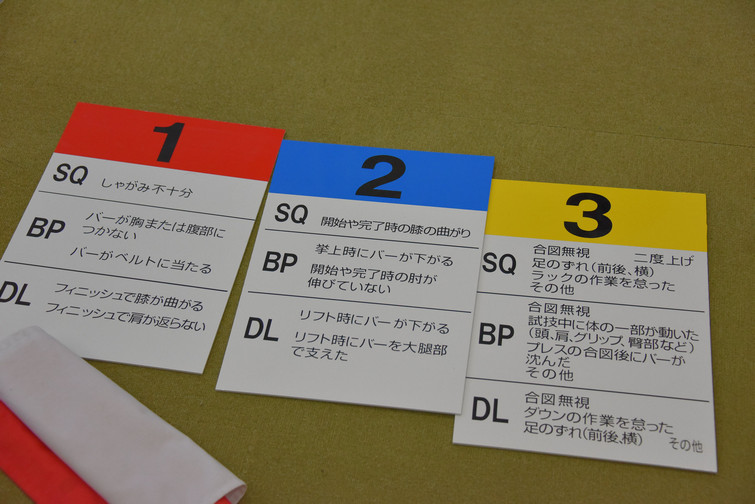 1
SQ しゃがみ不十分
BP バーが胸または腹部に
つかない
バーがベルトに当たる
DL フィニッシュで膝が曲がる
フィニッシュで肩が返らない
2
SQ 開始や完了時の膝の曲がり
BP 挙上時にバーが下がる
開始や完了時の肘が
伸びていない
DL リフト時にバーが下がる
リフト時にバーを大腿部
で支えた
3
SQ 合図無視 二度上げ
足のずれ(前後、横)
ラックの作業を怠った
その他
BP 合図無視
試技中に体の一部が動いた
(頭、肩、グリップ、臀部など)
プレスの合図後にバーが
沈んだ
その他
DL 合図無視
ダウンの作業を怠った
足のずれ(前後、横) その他